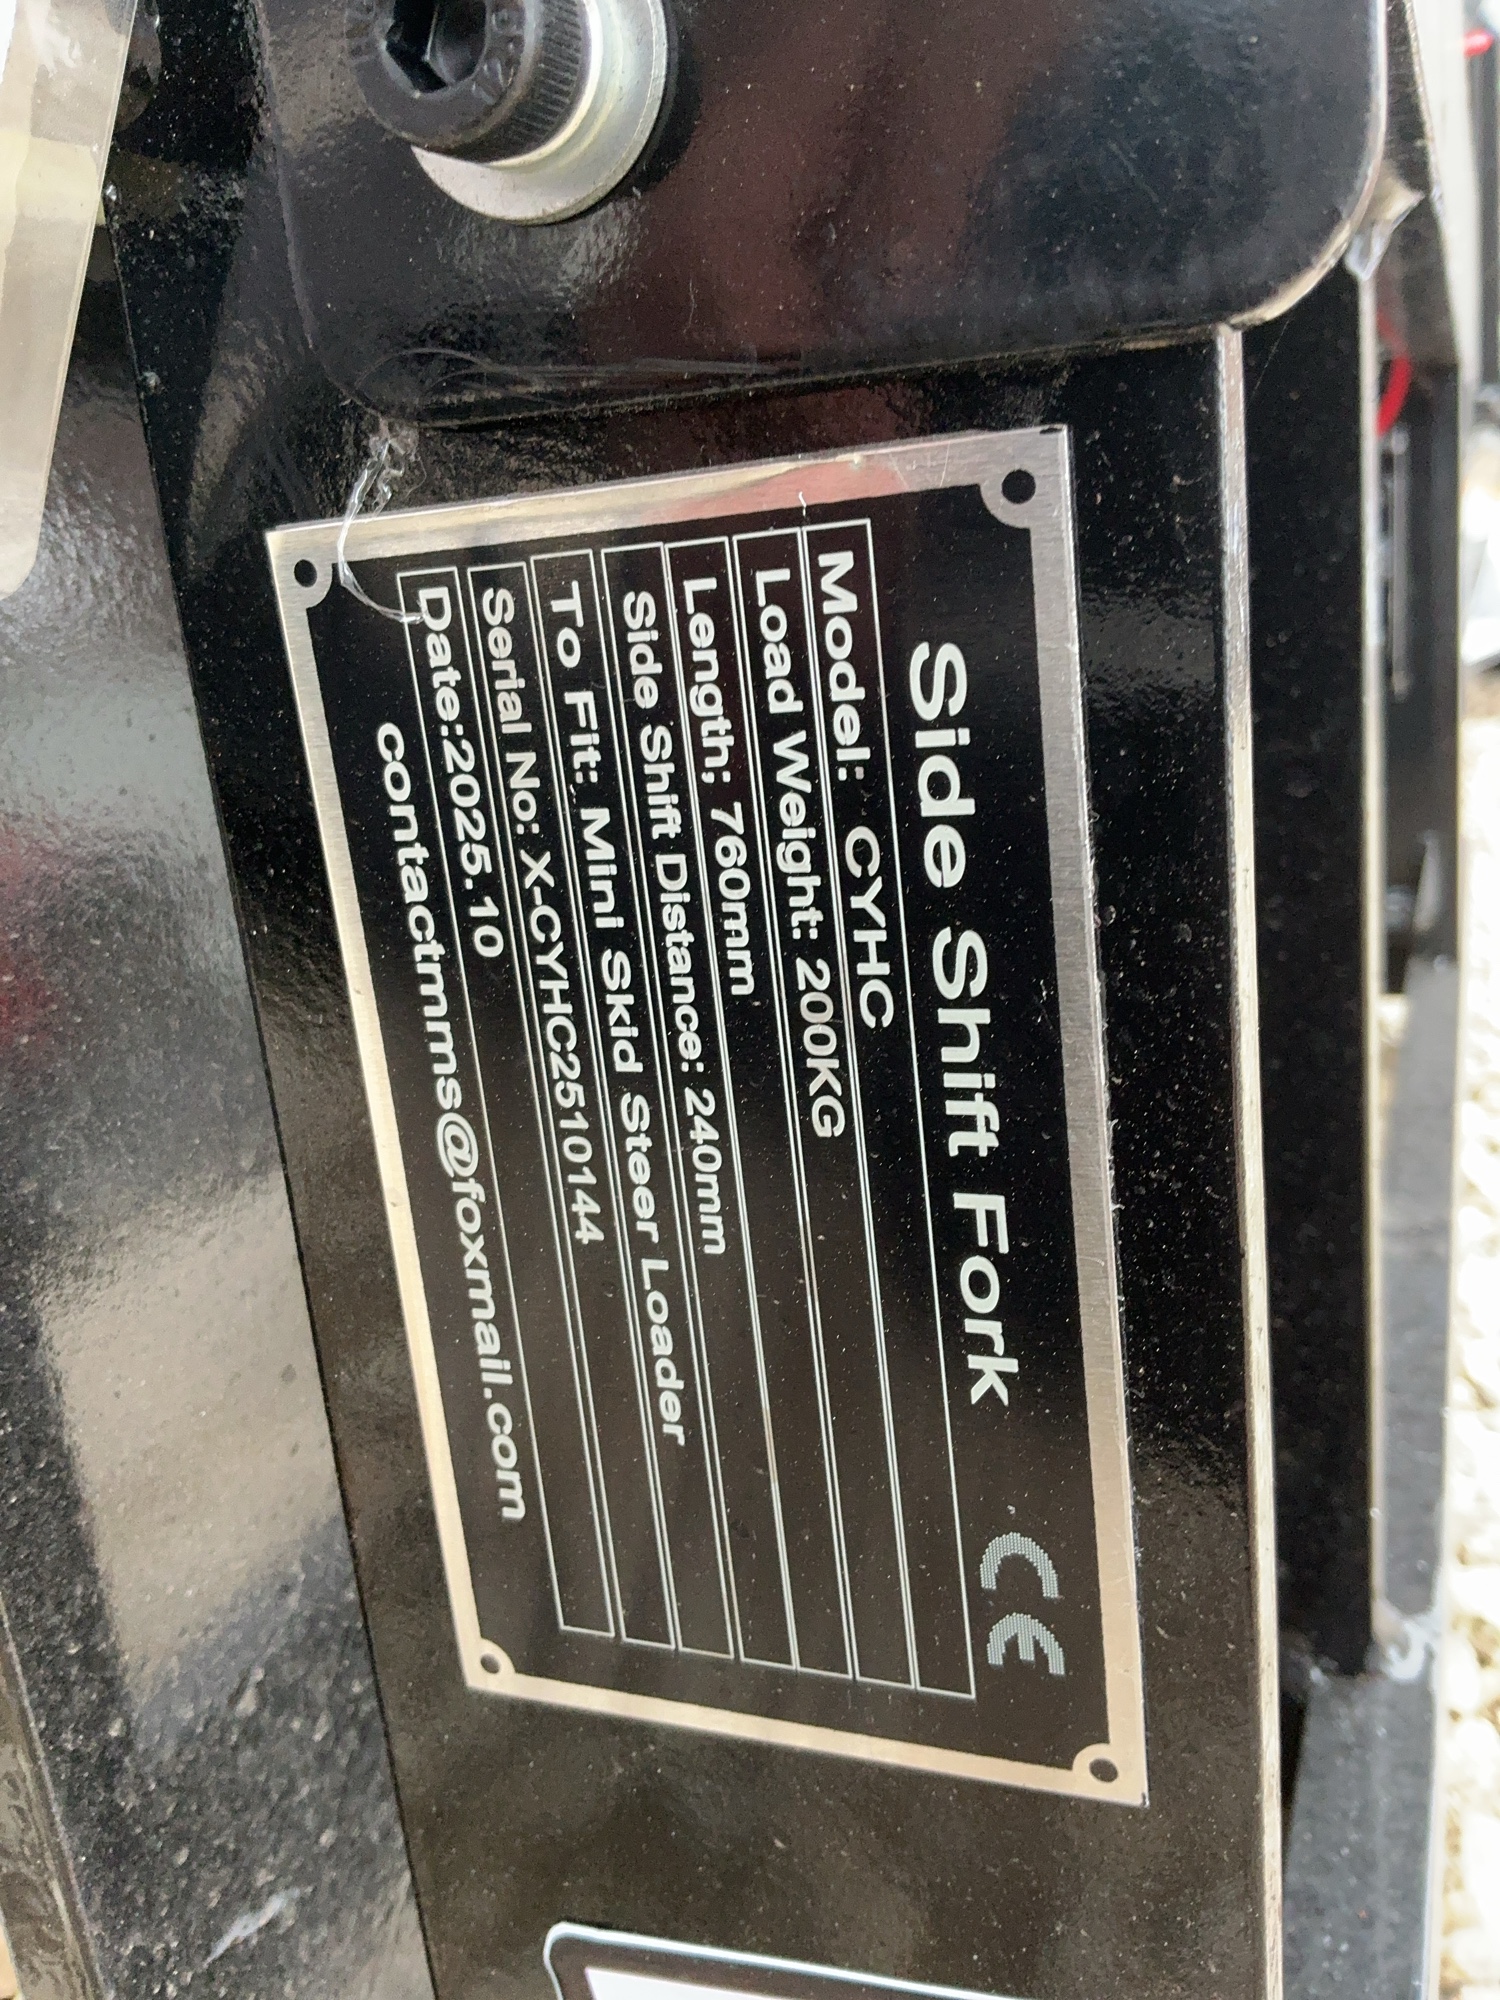 Side Shift Fork
CE
Model: CYHC
Load Weight: 200KG
Length; 760mm
Side Shift Distance: 240mm
To Fit: Mini Skid Steer Loader
Serial No: X-CYHC2510144
Date:2025.10
contactmms@foxmail.com